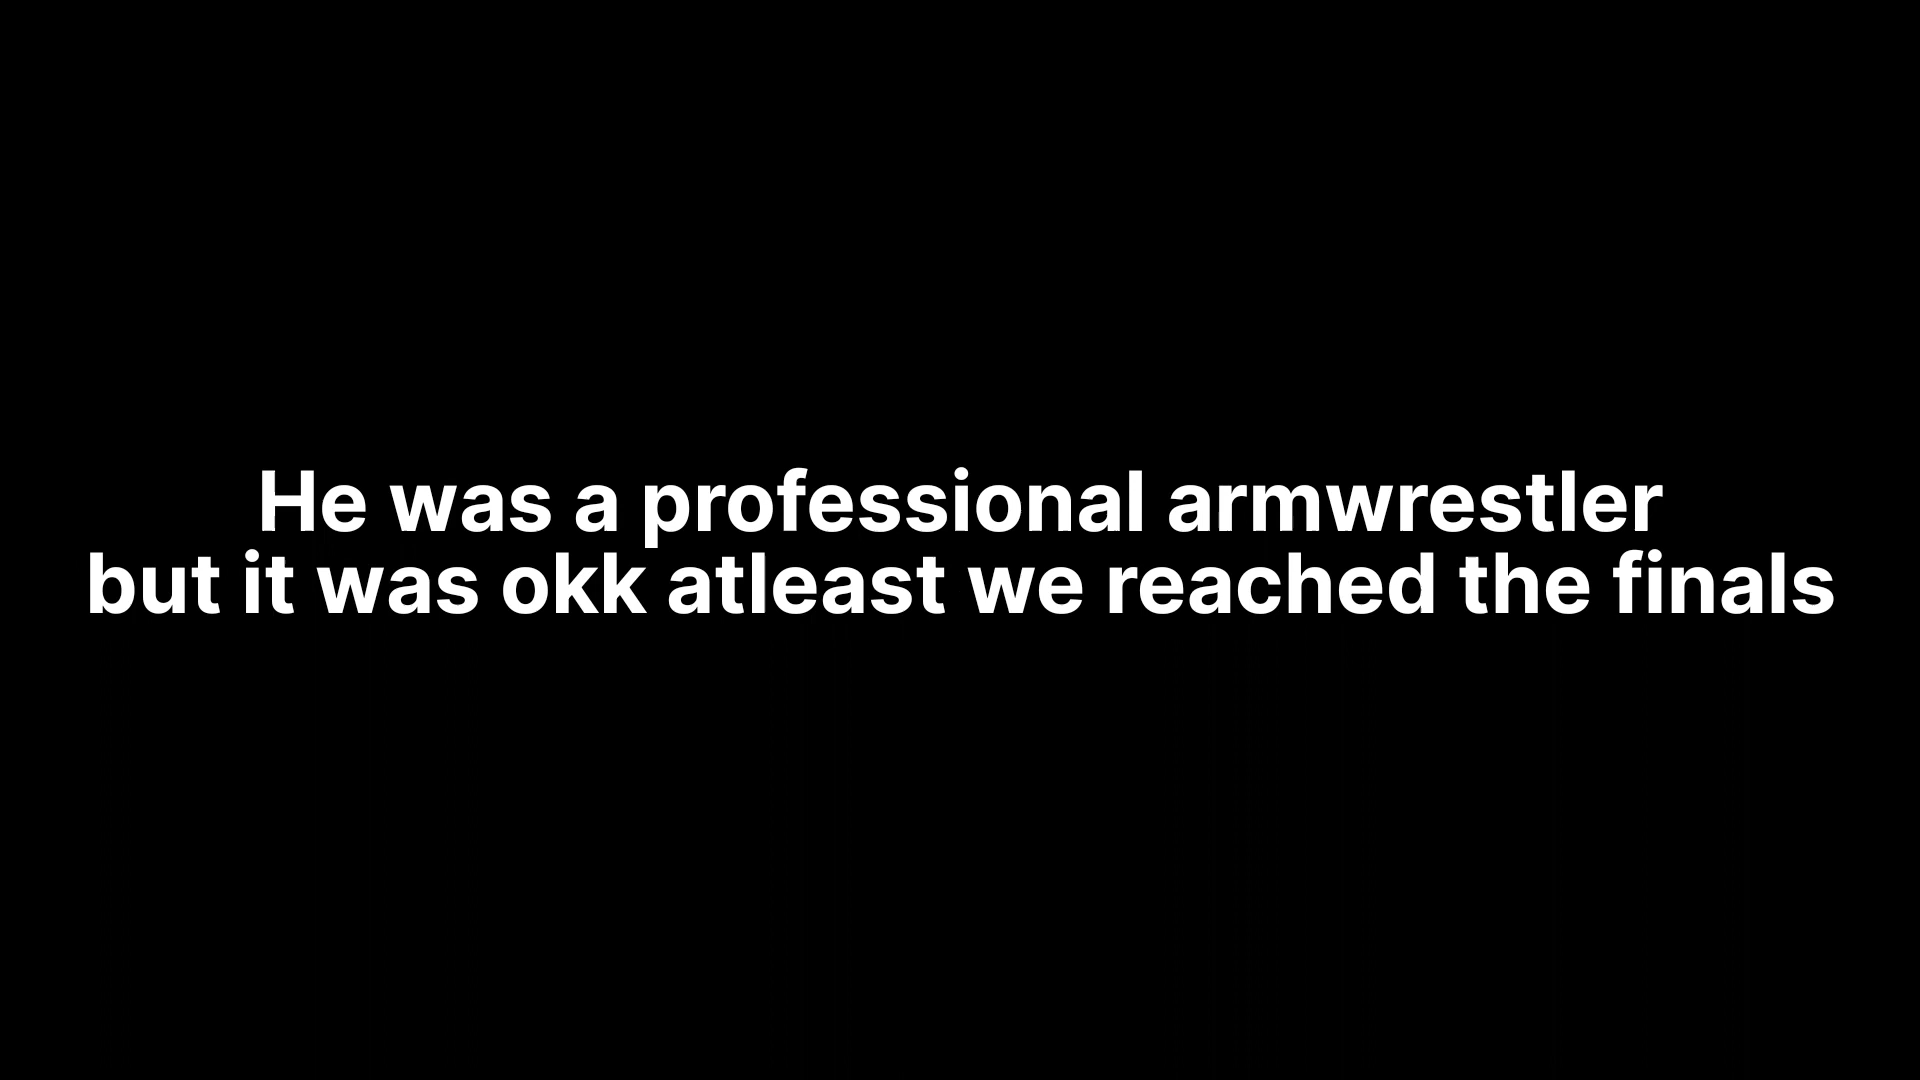 He was a professional armwrestler
but it was okk atleast we reached the finals